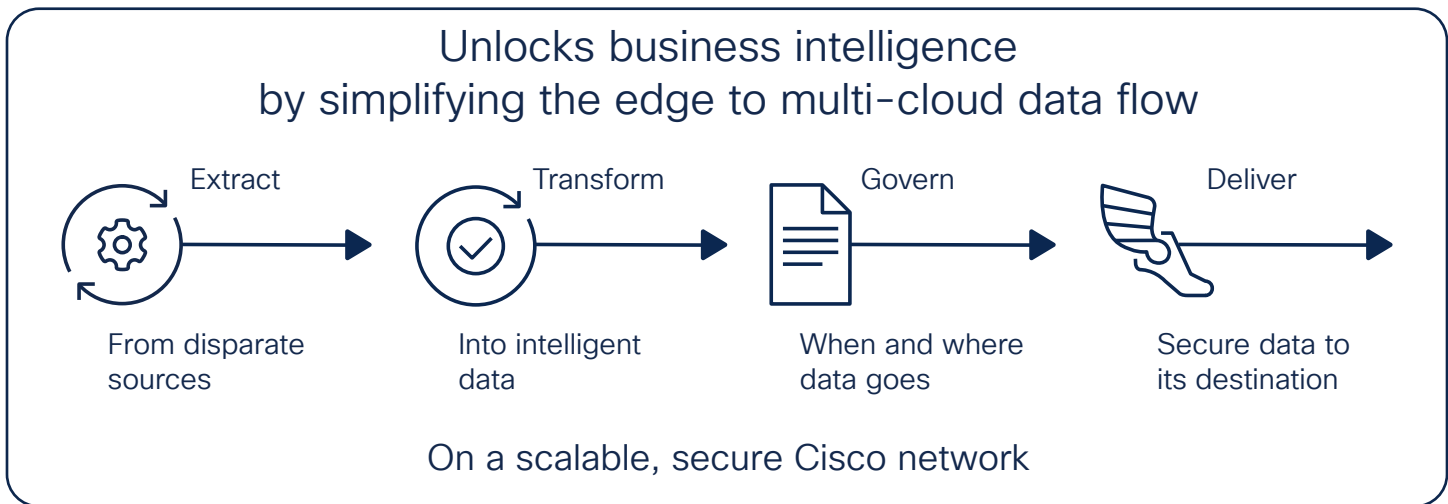 Unlocks business intelligence
by simplifying the edge to multi-cloud data flow
Extract
From disparate
sources
Transform
Into intelligent
data
Govern
When and where
data goes
Deliver
Secure data to
its destination
On a scalable, secure Cisco network